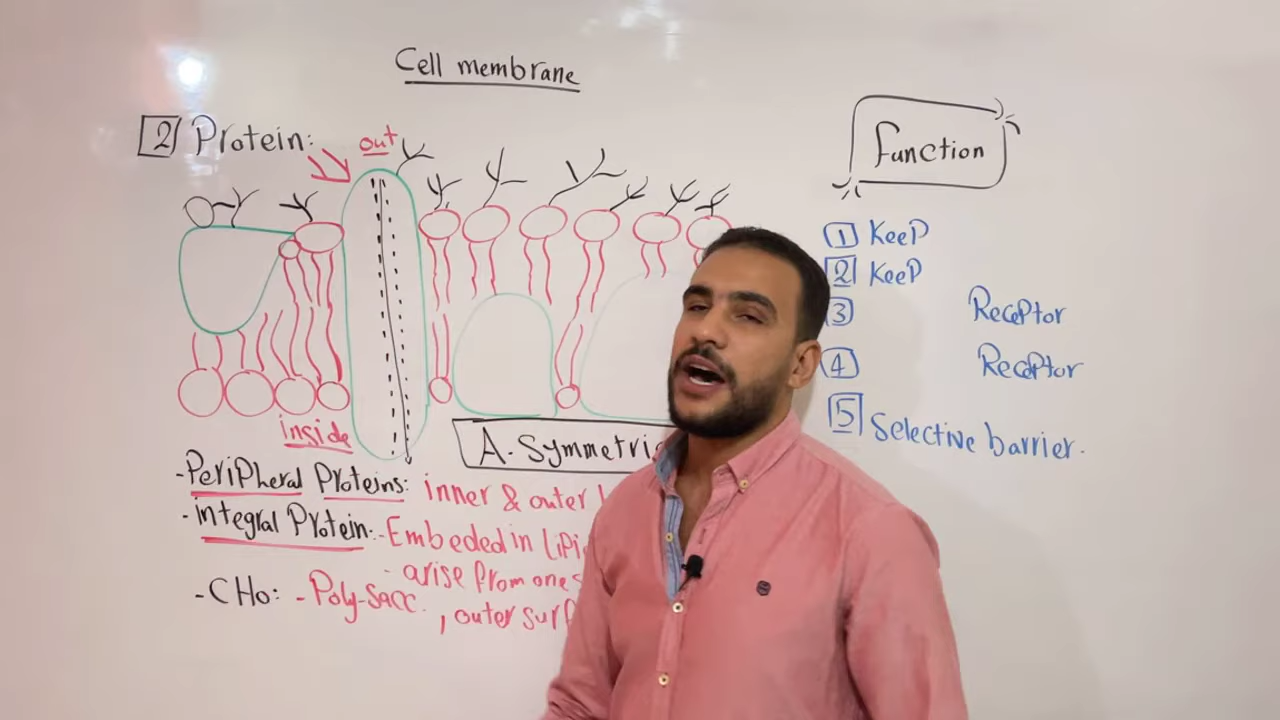 Cell membrane
2 Protein:
out
inside
A. Symmetric
- Peripheral Proteins: inner & outer
- integral Protein: - Embeded in lipi
- arise from one s
- CHo: - Poly-sacc. , outer surf
Function
1 Keep
2 Keep
3 Receptor
4 Receptor
5 Selective barrier.